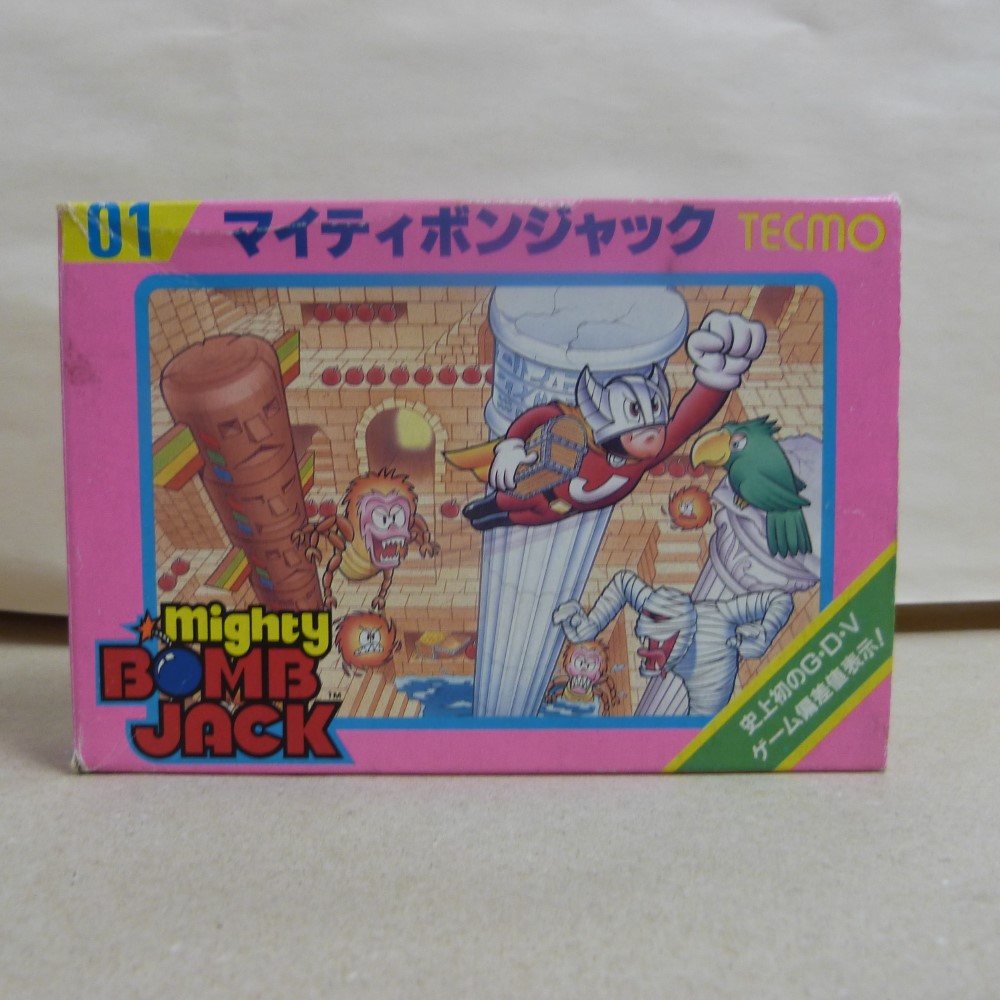 01 マイティボンジャック TECMO
mighty
BOMB
JACK™
史上初のG・D・V
ゲーム偏差値表示!